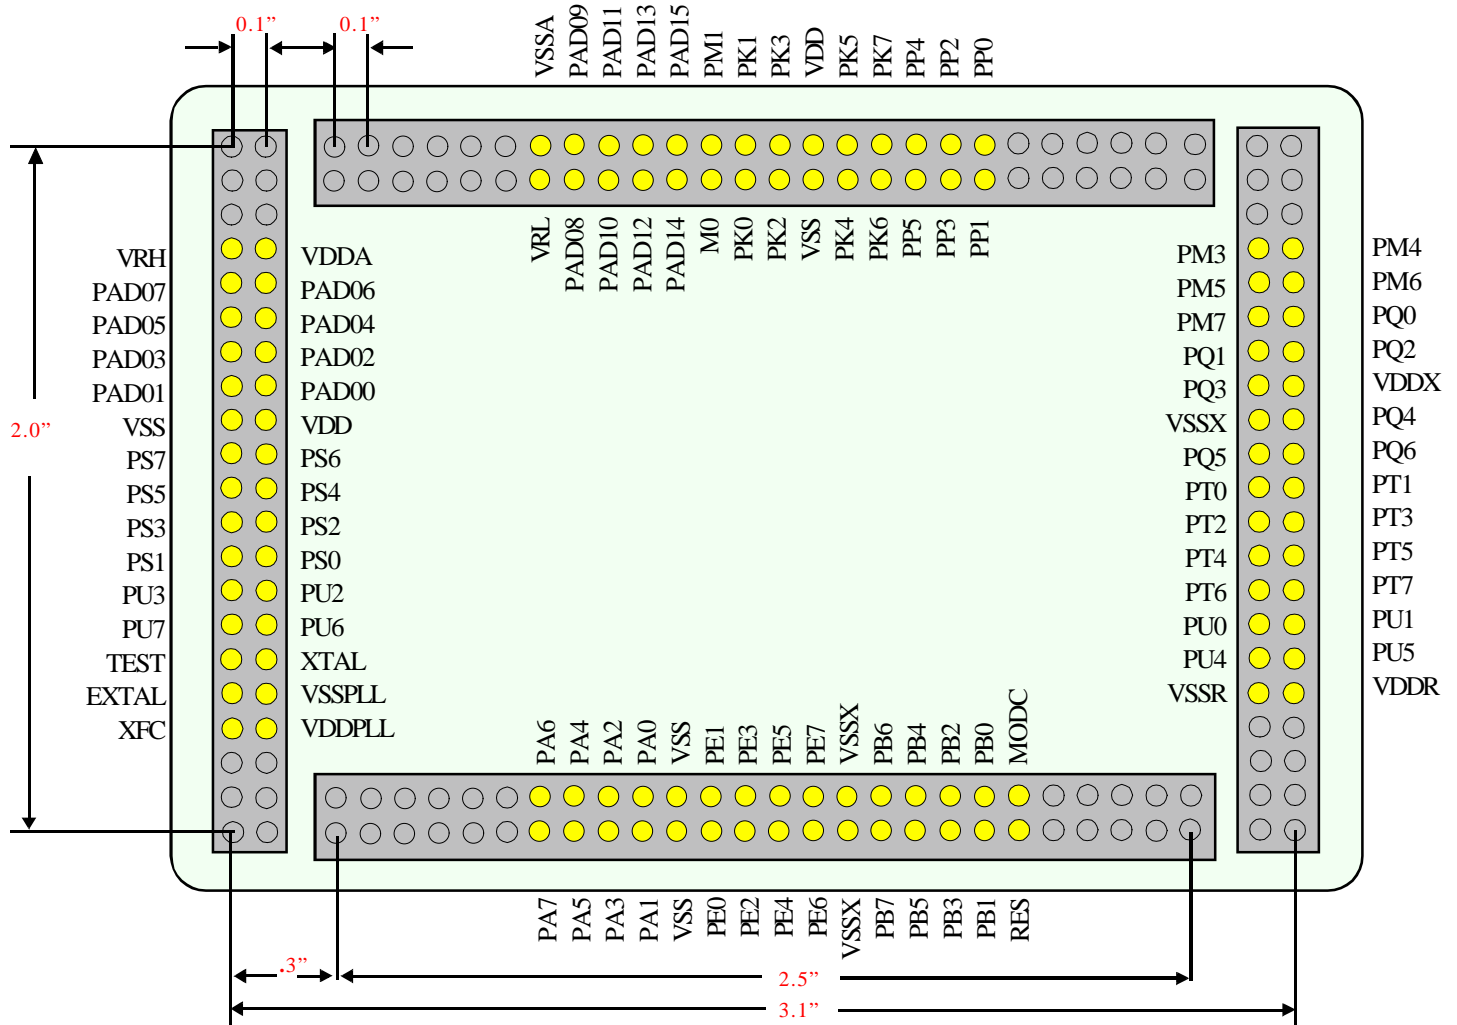 0.1” 0.1”
VSSA PAD09 PAD11 PAD13 PAD15 PM1 PK1 PK3 VDD PK5 PK7 PP4 PP2 PP0
VRL PAD08 PAD10 PAD12 PAD14 M0 PK0 PK2 VSS PK4 PK6 PP5 PP3 PP1
VRH VDDA PM3 PM4
PAD07 PAD06 PM5 PM6
PAD05 PAD04 PM7 PQ0
PAD03 PAD02 PQ1 PQ2
PAD01 PAD00 PQ3 VDDX
2.0” VSS VDD VSSX PQ4
PS7 PS6 PQ5 PQ6
PS5 PS4 PT0 PT1
PS3 PS2 PT2 PT3
PS1 PS0 PT4 PT5
PU3 PU2 PT6 PT7
PU7 PU6 PU0 PU1
TEST XTAL PU4 PU5
EXTAL VSSPLL VSSR VDDR
XFC VDDPLL
PA6 PA4 PA2 PA0 VSS PE1 PE3 PE5 PE7 VSSX PB6 PB4 PB2 PB0 MODC
PA7 PA5 PA3 PA1 VSS PE0 PE2 PE4 PE6 VSSX PB7 PB5 PB3 PB1 RES
.3” 2.5”
3.1”